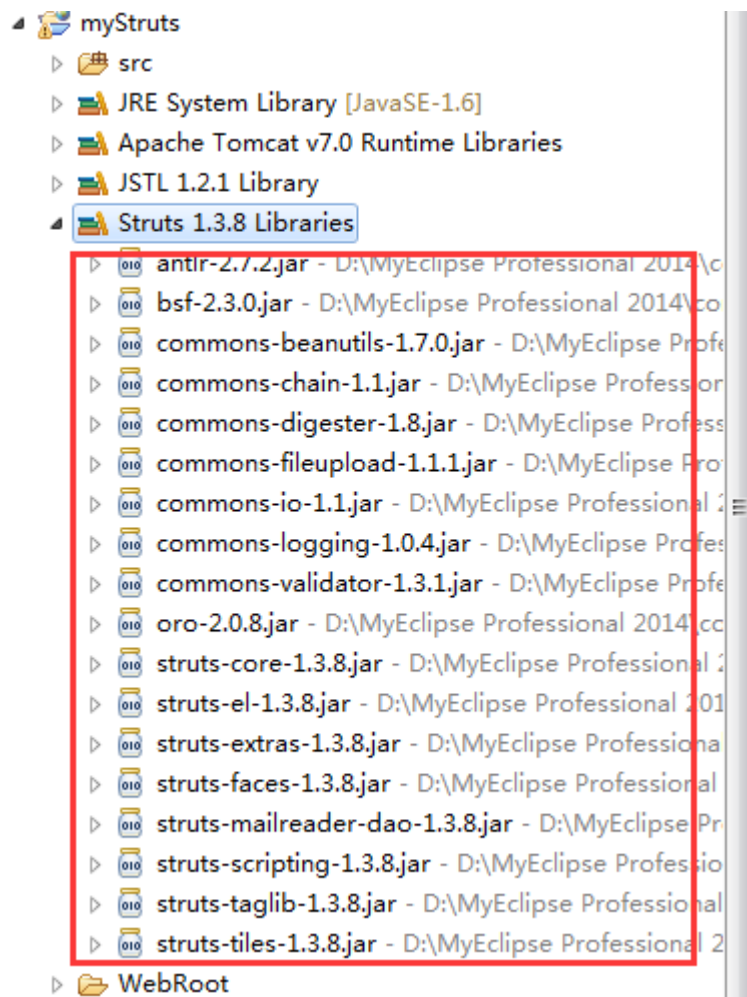 myStruts
src
JRE System Library [JavaSE-1.6]
Apache Tomcat v7.0 Runtime Libraries
JSTL 1.2.1 Library
Struts 1.3.8 Libraries
antlr-2.7.2.jar - D:\MyEclipse Professional 2014\c
bsf-2.3.0.jar - D:\MyEclipse Professional 2014\co
commons-beanutils-1.7.0.jar - D:\MyEclipse Profe
commons-chain-1.1.jar - D:\MyEclipse Profession
commons-digester-1.8.jar - D:\MyEclipse Profess
commons-fileupload-1.1.1.jar - D:\MyEclipse Pro
commons-io-1.1.jar - D:\MyEclipse Professional 2
commons-logging-1.0.4.jar - D:\MyEclipse Profes
commons-validator-1.3.1.jar - D:\MyEclipse Profe
oro-2.0.8.jar - D:\MyEclipse Professional 2014\cc
struts-core-1.3.8.jar - D:\MyEclipse Professional 2
struts-el-1.3.8.jar - D:\MyEclipse Professional 201
struts-extras-1.3.8.jar - D:\MyEclipse Professiona
struts-faces-1.3.8.jar - D:\MyEclipse Professional
struts-mailreader-dao-1.3.8.jar - D:\MyEclipse Pr
struts-scripting-1.3.8.jar - D:\MyEclipse Professio
struts-taglib-1.3.8.jar - D:\MyEclipse Professional
struts-tiles-1.3.8.jar - D:\MyEclipse Professional 2
WebRoot